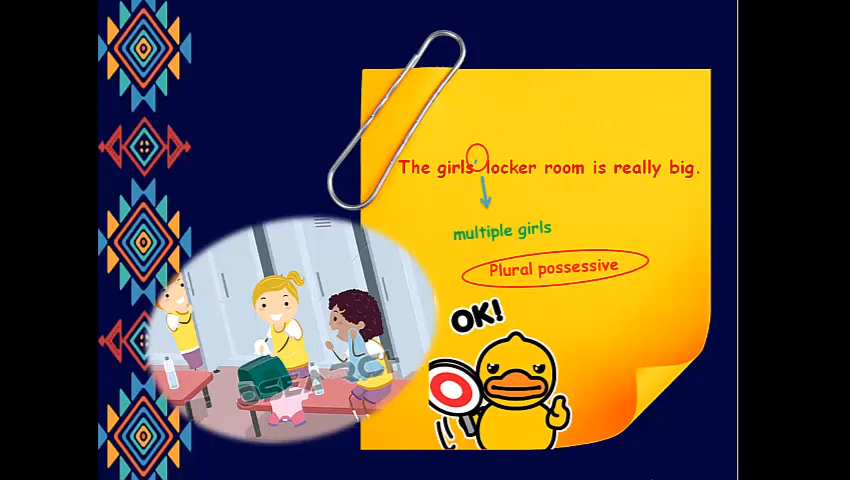 The girls' locker room is really big.
multiple girls
Plural possessive
OK!